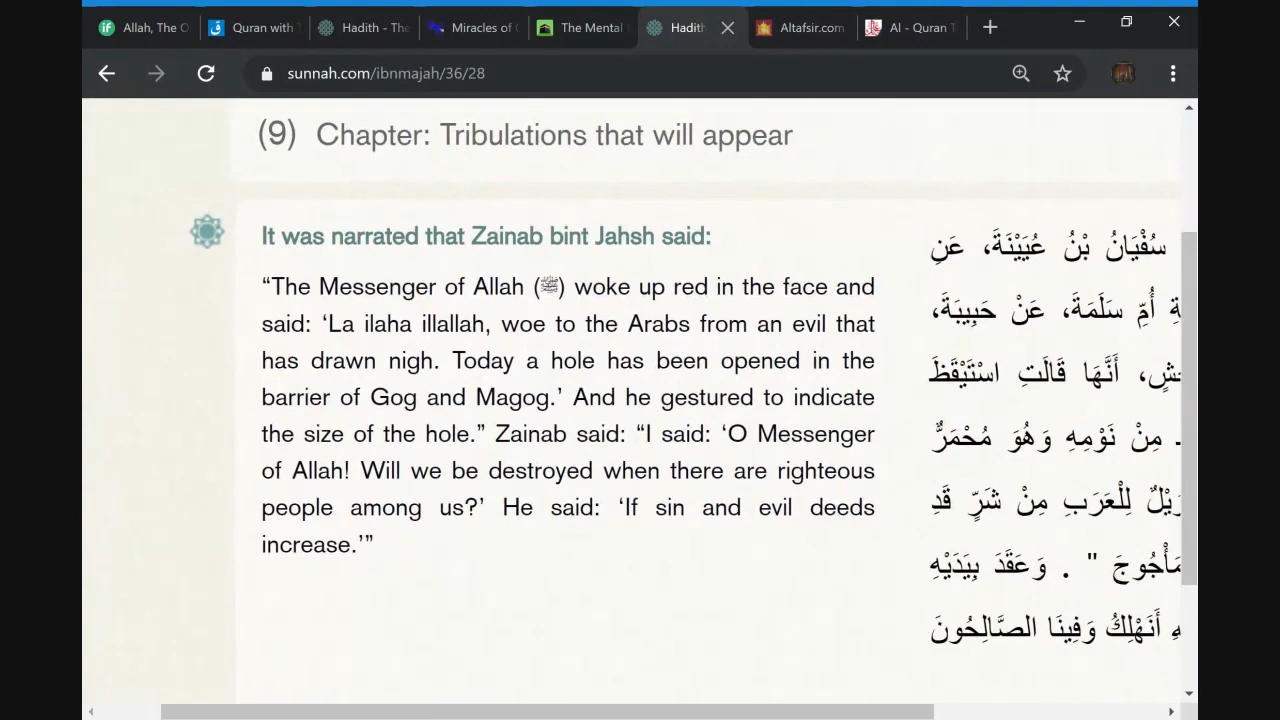 Allah, The O
Quran with T
Hadith - The
Miracles of
The Mental
Hadith
Altafsir.com
Al - Quran T
sunnah.com/ibnmajah/36/28
(9) Chapter: Tribulations that will appear
It was narrated that Zainab bint Jahsh said:
“The Messenger of Allah (ﷺ) woke up red in the face and
said: ‘La ilaha illallah, woe to the Arabs from an evil that
has drawn nigh. Today a hole has been opened in the
barrier of Gog and Magog.’ And he gestured to indicate
the size of the hole.” Zainab said: “I said: ‘O Messenger
of Allah! Will we be destroyed when there are righteous
people among us?’ He said: ‘If sin and evil deeds
increase.’”
سُفْيَانُ بْنُ عُيَيْنَةَ، عَنِ
أُمِّ سَلَمَةَ، عَنْ حَبِيبَةَ،
أَنَّهَا قَالَتِ اسْتَيْقَظَ
مِنْ نَوْمِهِ وَهُوَ مُحْمَرٌّ
لِلْعَرَبِ مِنْ شَرٍّ قَدِ
مَأْجُوجَ " . وَعَقَدَ بِيَدَيْهِ
أَنَهْلِكُ وَفِينَا الصَّالِحُونَ